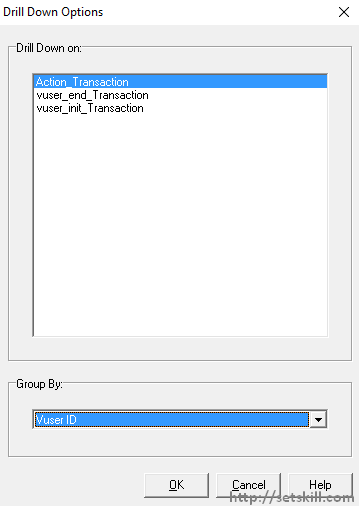 Drill Down Options
Drill Down on:
Action_Transaction
vuser_end_Transaction
vuser_init_Transaction
Group By:
Vuser ID
OK
Cancel
Help
http://setskill.com